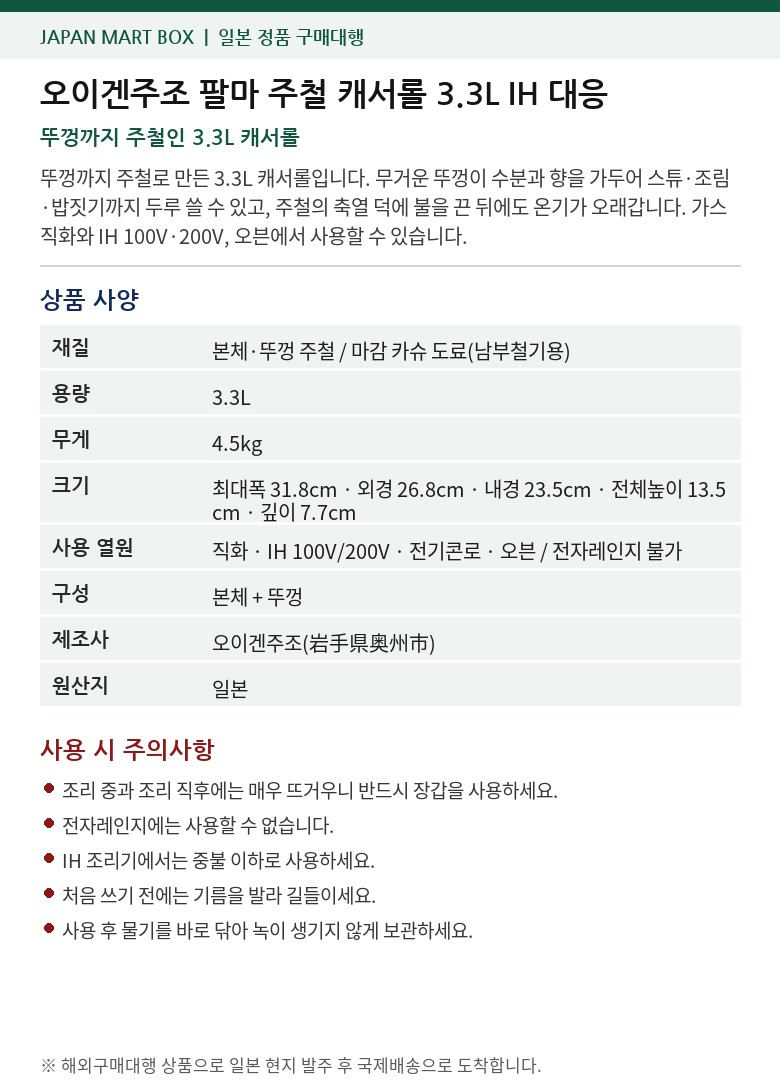 JAPAN MART BOX | 일본 정품 구매대행
오이겐주조 팔마 주철 캐서롤 3.3L IH 대응
뚜껑까지 주철인 3.3L 캐서롤
뚜껑까지 주철로 만든 3.3L 캐서롤입니다. 무거운 뚜껑이 수분과 향을 가두어 스튜·조림
·밥짓기까지 두루 쓸 수 있고, 주철의 축열 덕에 불을 끈 뒤에도 온기가 오래갑니다. 가스
직화와 IH 100V·200V, 오븐에서 사용할 수 있습니다.
상품 사양
재질 본체·뚜껑 주철 / 마감 카슈 도료(남부철기용)
용량 3.3L
무게 4.5kg
크기 최대폭 31.8cm · 외경 26.8cm · 내경 23.5cm · 전체높이 13.5
cm · 깊이 7.7cm
사용 열원 직화 · IH 100V/200V · 전기콘로 · 오븐 / 전자레인지 불가
구성 본체 + 뚜껑
제조사 오이겐주조(岩手県奥州市)
원산지 일본
사용 시 주의사항
● 조리 중과 조리 직후에는 매우 뜨거우니 반드시 장갑을 사용하세요.
● 전자레인지에는 사용할 수 없습니다.
● IH 조리기에서는 중불 이하로 사용하세요.
● 처음 쓰기 전에는 기름을 발라 길들이세요.
● 사용 후 물기를 바로 닦아 녹이 생기지 않게 보관하세요.
※ 해외구매대행 상품으로 일본 현지 발주 후 국제배송으로 도착합니다.